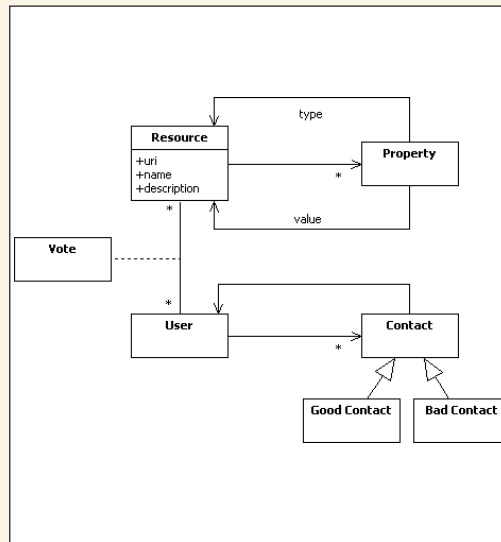 type
Resource
+uri
+name
+description
Property
*
*
value
Vote
*
User
Contact
*
Good Contact
Bad Contact